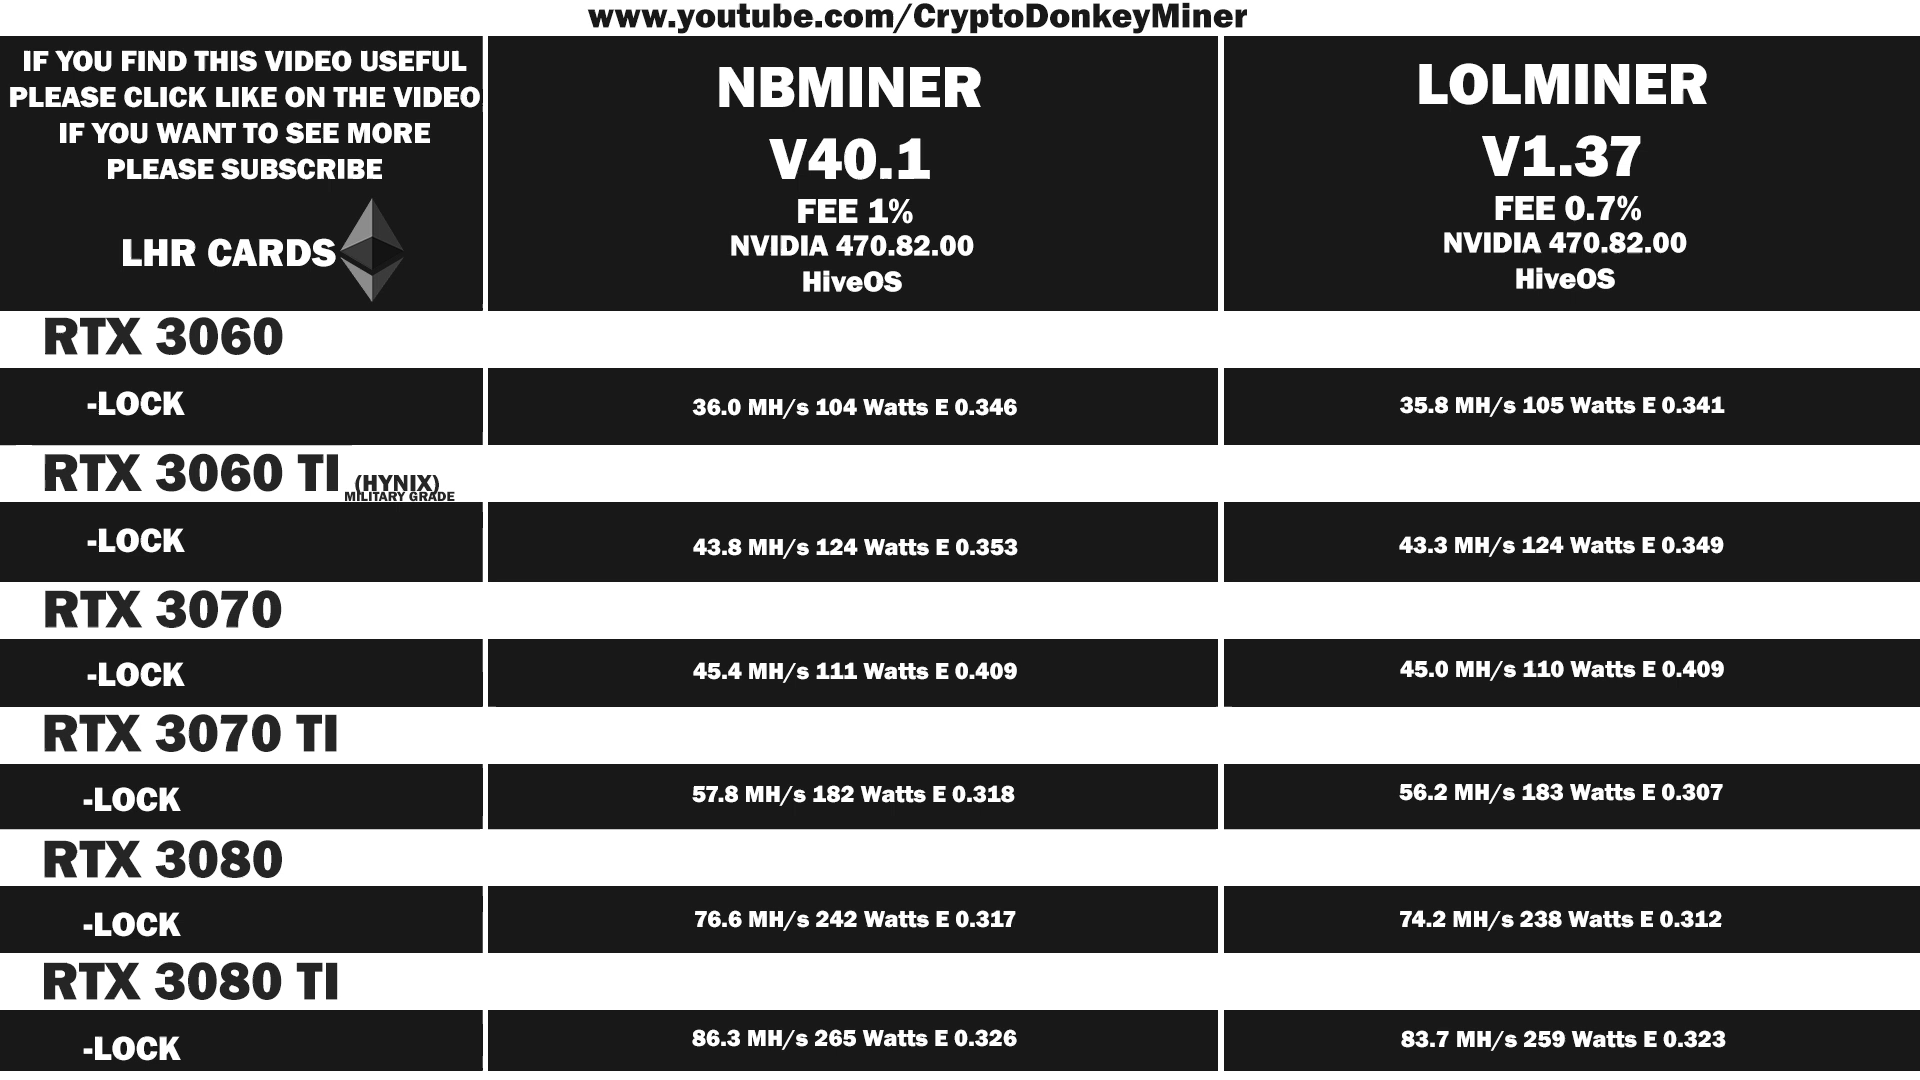 www.youtube.com/CryptoDonkeyMiner
IF YOU FIND THIS VIDEO USEFUL
PLEASE CLICK LIKE ON THE VIDEO
IF YOU WANT TO SEE MORE
PLEASE SUBSCRIBE
LHR CARDS
NBMINER
V40.1
FEE 1%
NVIDIA 470.82.00
HiveOS
LOLMINER
V1.37
FEE 0.7%
NVIDIA 470.82.00
HiveOS
RTX 3060
-LOCK
36.0 MH/s 104 Watts E 0.346
35.8 MH/s 105 Watts E 0.341
RTX 3060 TI (HYNIX)
MILITARY GRADE
-LOCK
43.8 MH/s 124 Watts E 0.353
43.3 MH/s 124 Watts E 0.349
RTX 3070
-LOCK
45.4 MH/s 111 Watts E 0.409
45.0 MH/s 110 Watts E 0.409
RTX 3070 TI
-LOCK
57.8 MH/s 182 Watts E 0.318
56.2 MH/s 183 Watts E 0.307
RTX 3080
-LOCK
76.6 MH/s 242 Watts E 0.317
74.2 MH/s 238 Watts E 0.312
RTX 3080 TI
-LOCK
86.3 MH/s 265 Watts E 0.326
83.7 MH/s 259 Watts E 0.323